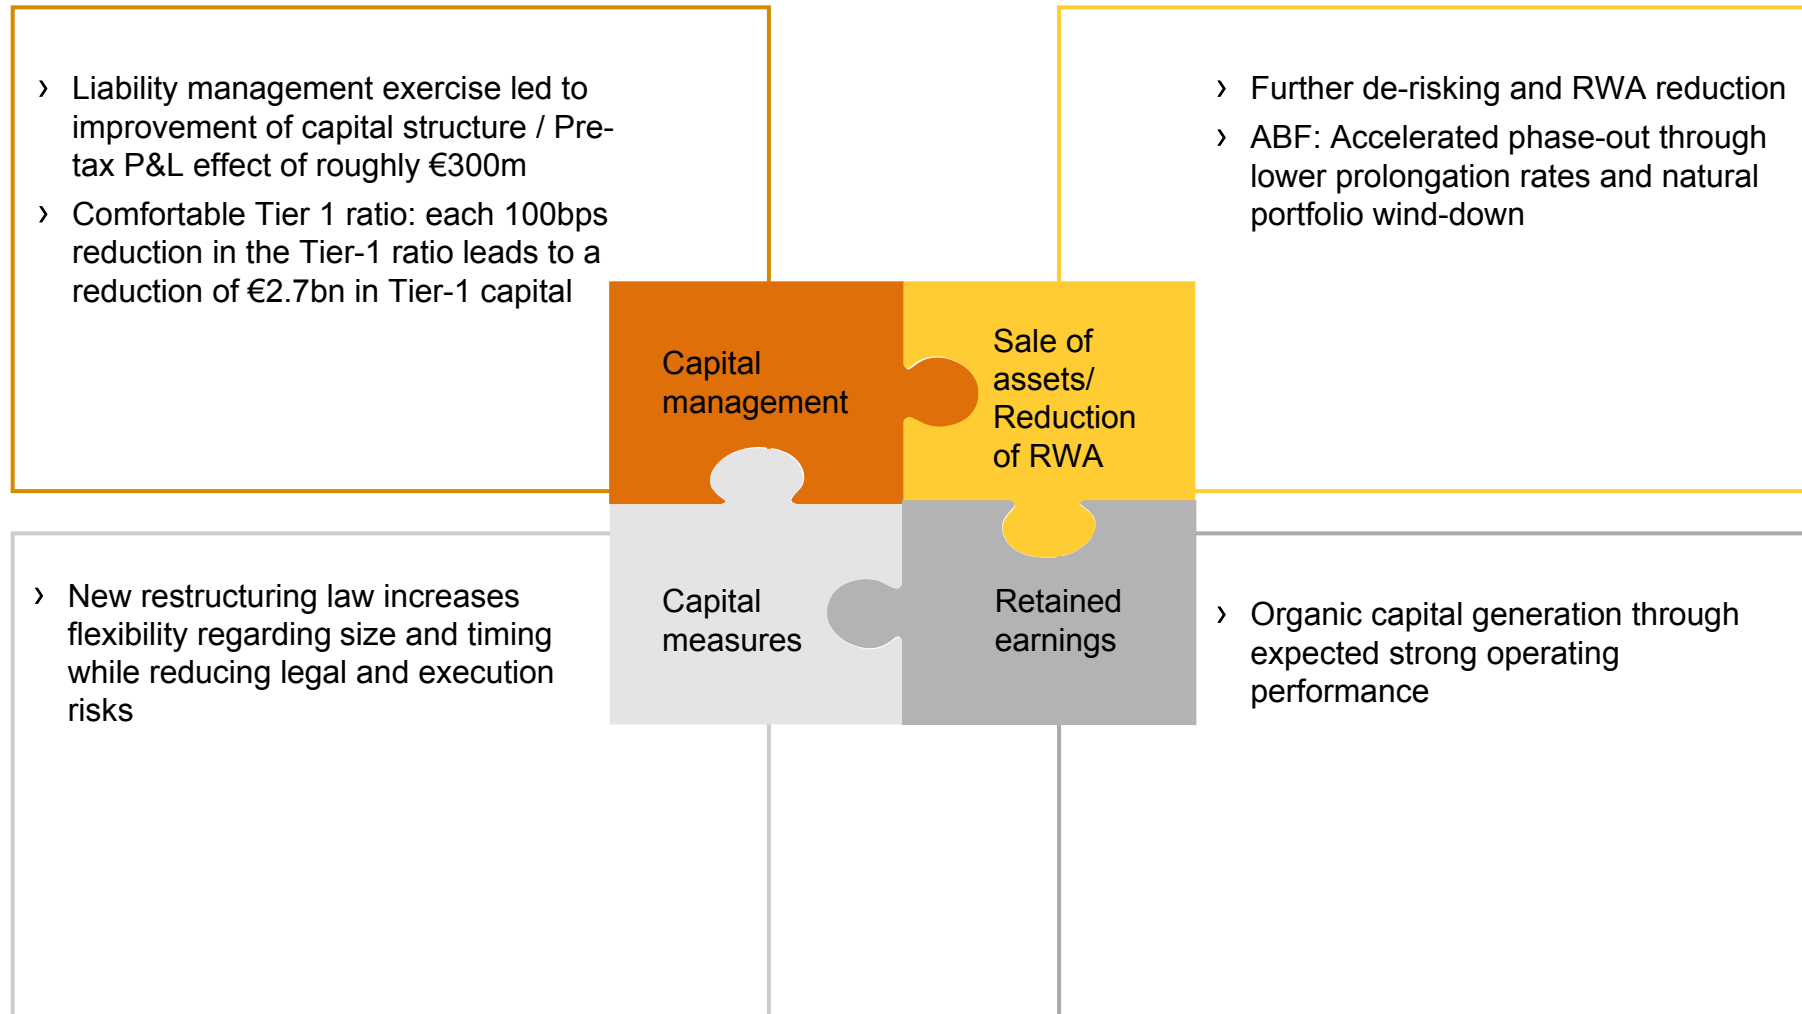 › Liability management exercise led to
improvement of capital structure / Pre-
tax P&L effect of roughly €300m
› Comfortable Tier 1 ratio: each 100bps
reduction in the Tier-1 ratio leads to a
reduction of €2.7bn in Tier-1 capital
› Further de-risking and RWA reduction
› ABF: Accelerated phase-out through
lower prolongation rates and natural
portfolio wind-down
Capital
management
Sale of
assets/
Reduction
of RWA
› New restructuring law increases
flexibility regarding size and timing
while reducing legal and execution
risks
Capital
measures
Retained
earnings
› Organic capital generation through
expected strong operating
performance